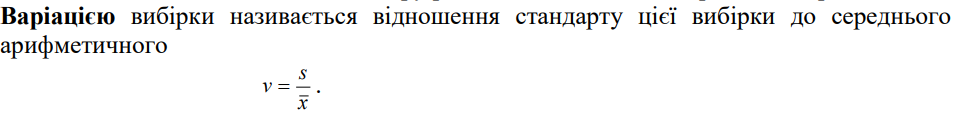 Варіацією вибірки називається відношення стандарту цієї вибірки до середнього
арифметичного
v = s / x̄ .